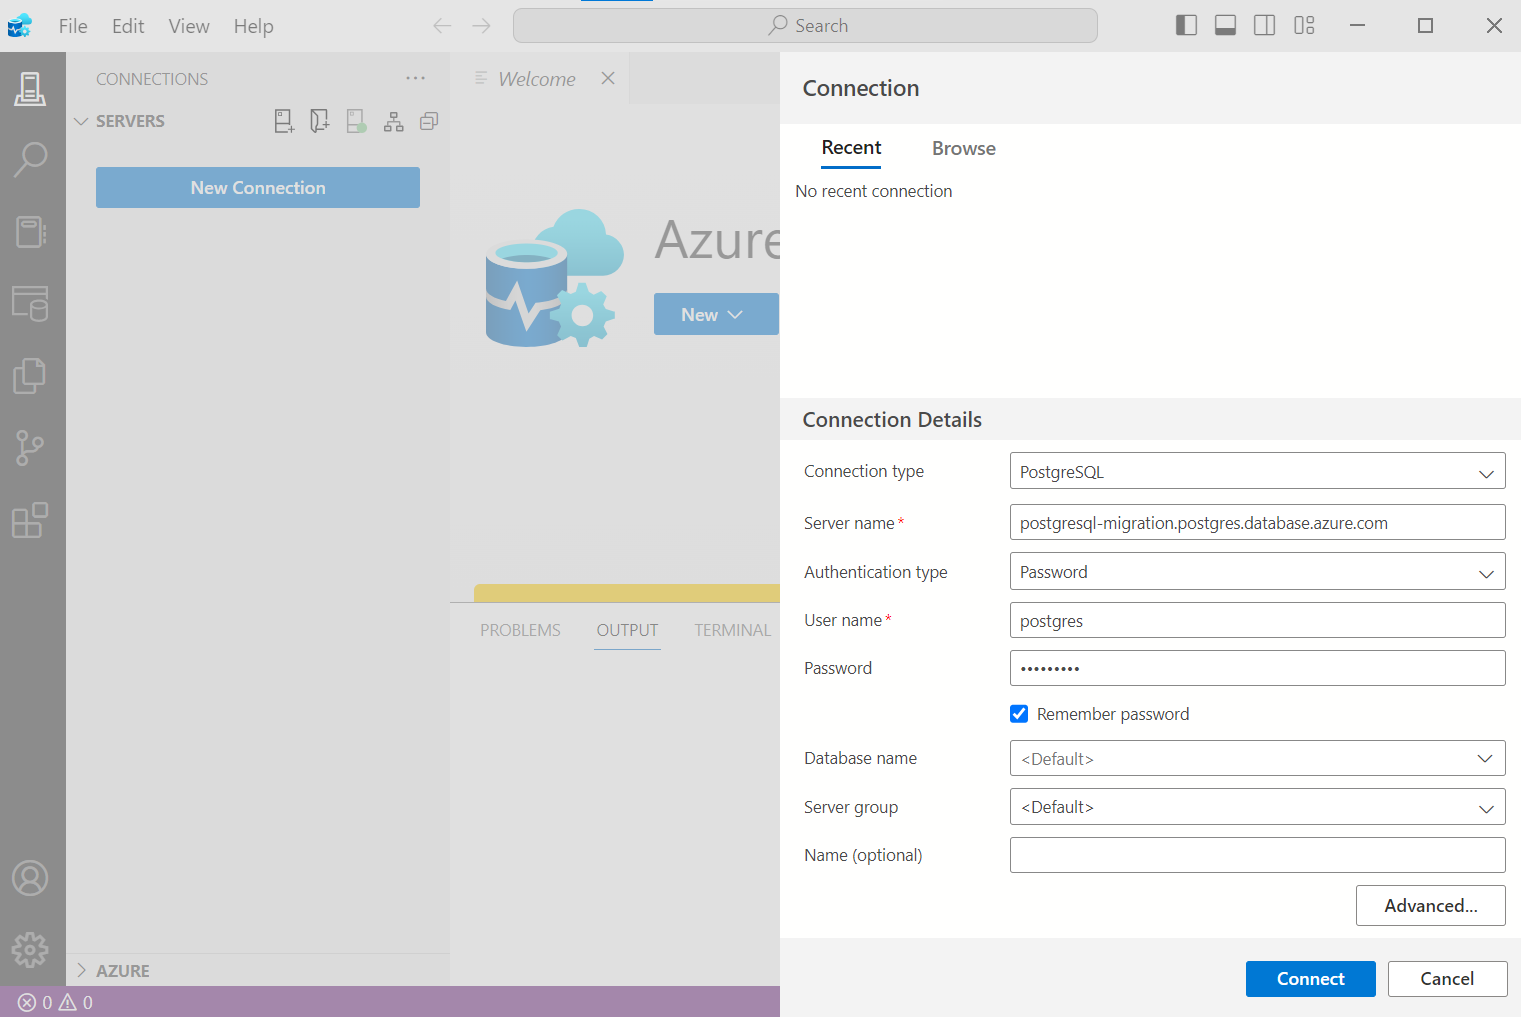 File Edit View Help
Search
CONNECTIONS
SERVERS
New Connection
Welcome
Azure
New
PROBLEMS OUTPUT TERMINAL
AZURE
0 0
Connection
Recent Browse
No recent connection
Connection Details
Connection type PostgreSQL
Server name* postgresql-migration.postgres.database.azure.com
Authentication type Password
User name* postgres
Password •••••••••
Remember password
Database name <Default>
Server group <Default>
Name (optional)
Advanced...
Connect Cancel